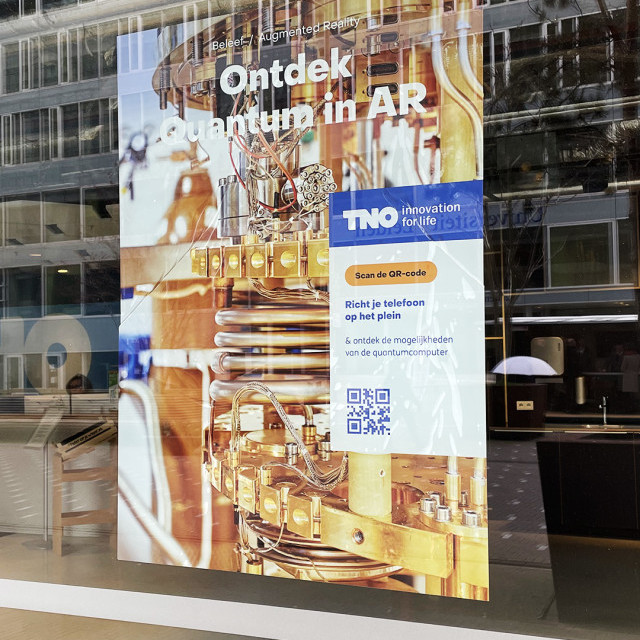 Beleef / Augmented Reality
Ontdek
Quantum in AR
TNO innovation
for life
Scan de QR-code
Richt je telefoon
op het plein
& ontdek de mogelijkheden
van de quantumcomputer